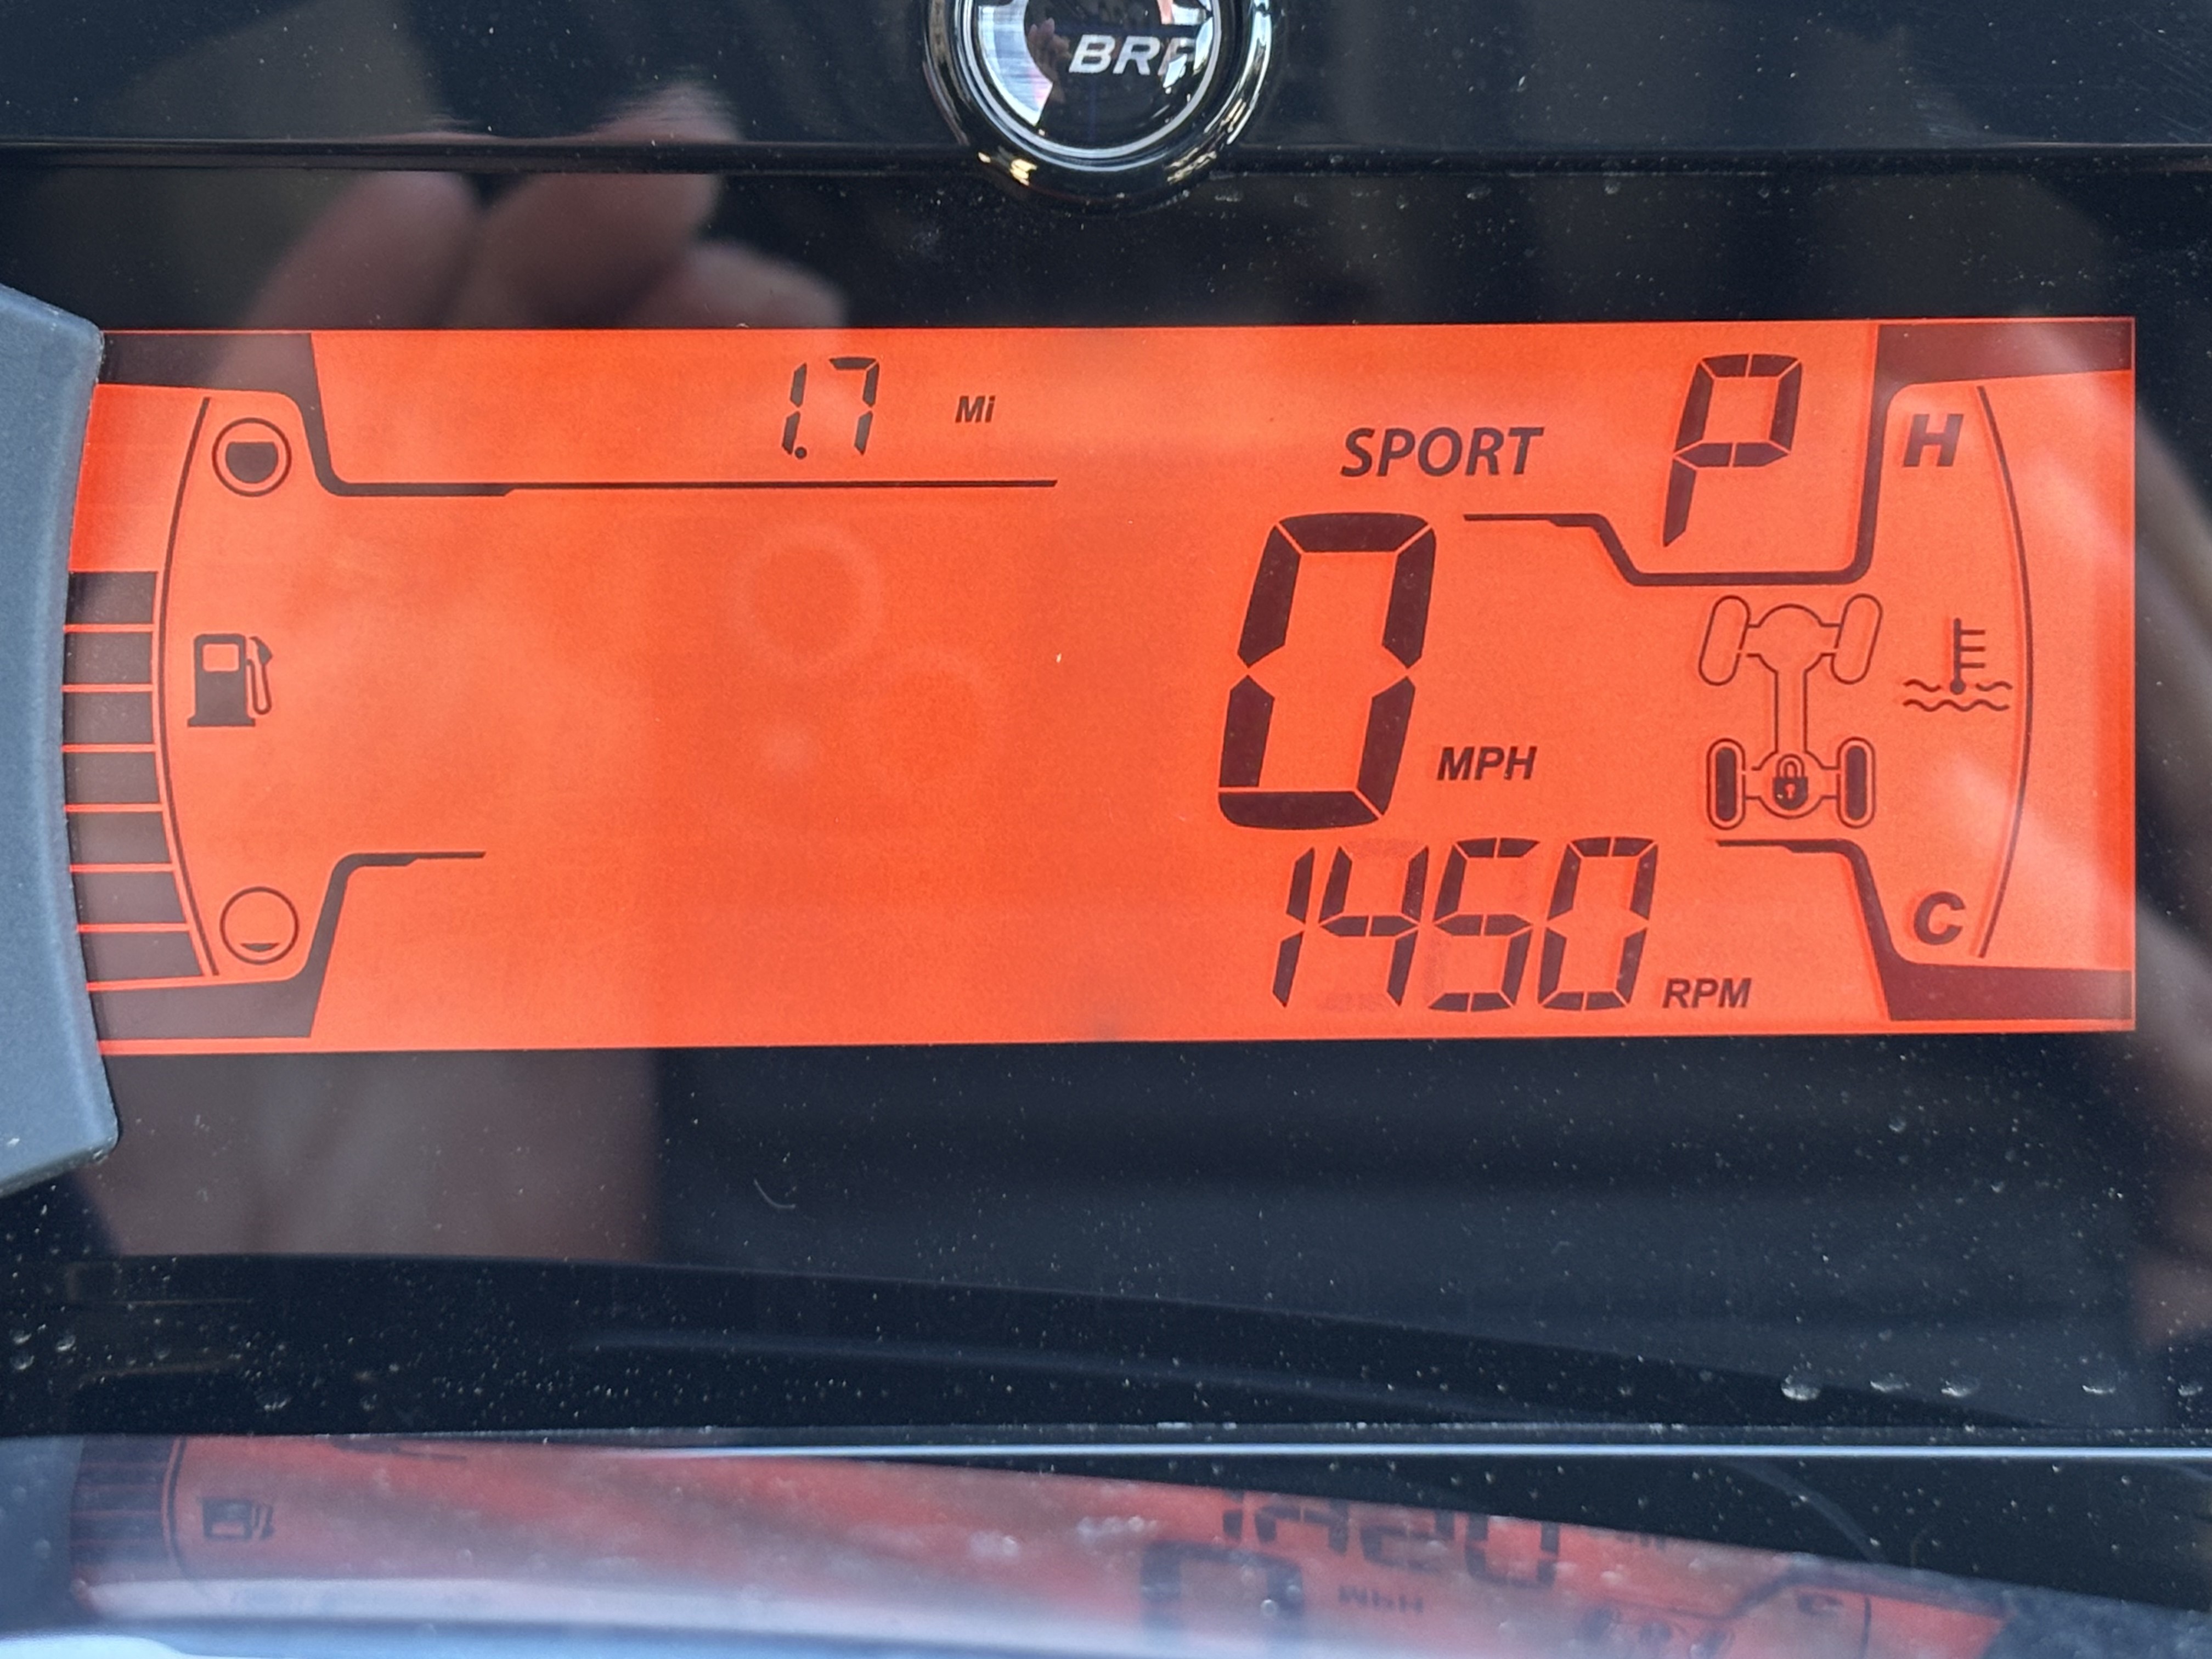 BRP
1.7 Mi
SPORT P
H
0 MPH
C
1450 RPM